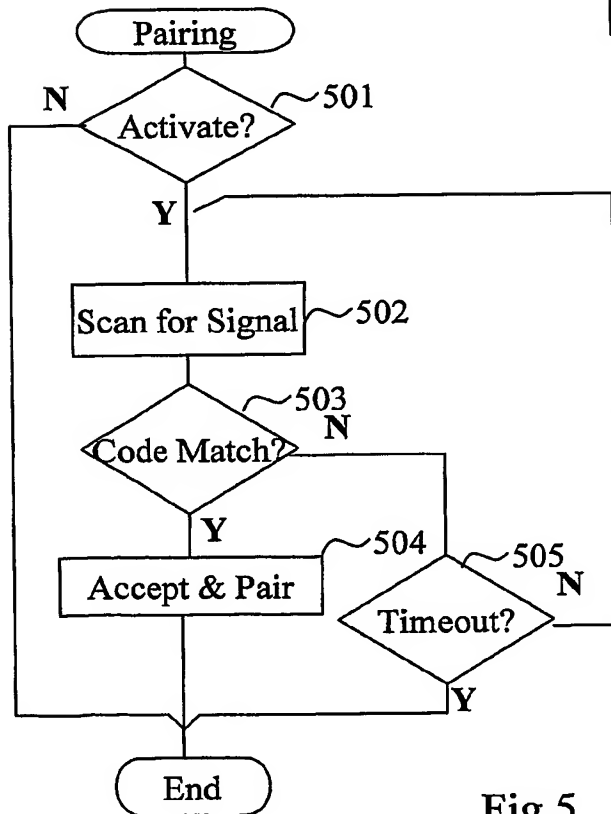 Pairing
N
501
Activate?
Y
Scan for Signal
502
503
N
Code Match?
Y
504
505
Accept & Pair
N
Timeout?
Y
End
Fig 5